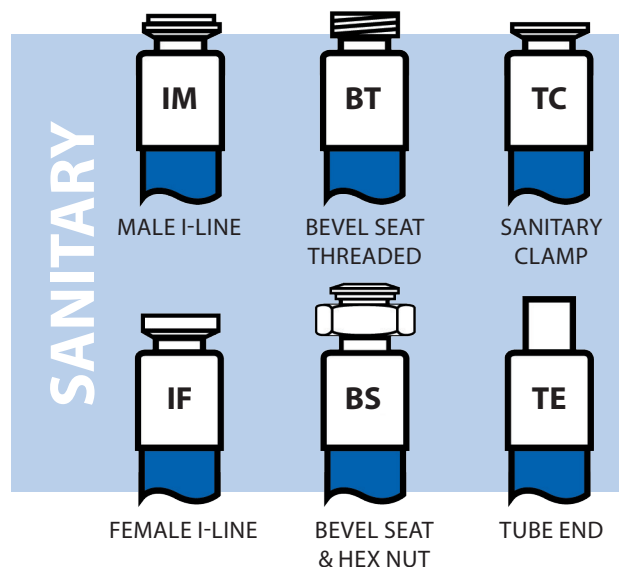 SANITARY
IM
BT
TC
MALE I-LINE
BEVEL SEAT
THREADED
SANITARY
CLAMP
IF
BS
TE
FEMALE I-LINE
BEVEL SEAT
& HEX NUT
TUBE END